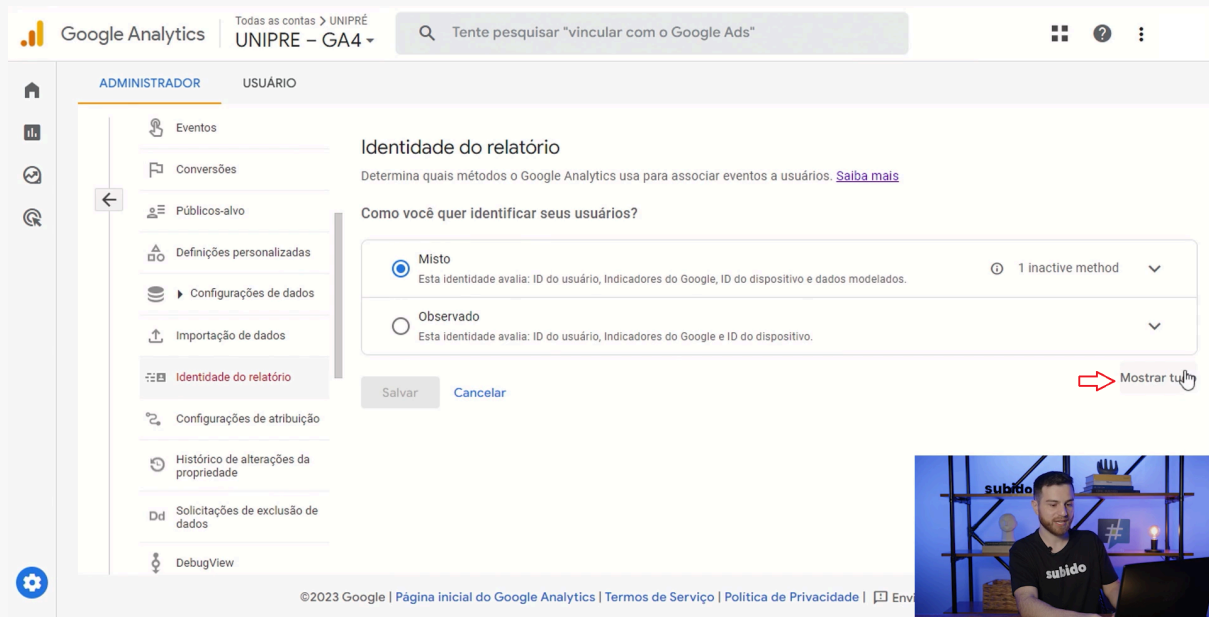 Google Analytics
Todas as contas > UNIPRÉ
UNIPRE – GA4
Tente pesquisar "vincular com o Google Ads"
ADMINISTRADOR
USUÁRIO
Eventos
Conversões
Públicos-alvo
Definições personalizadas
Configurações de dados
Importação de dados
Identidade do relatório
Configurações de atribuição
Histórico de alterações da
propriedade
Dd
Solicitações de exclusão de
dados
DebugView
Identidade do relatório
Determina quais métodos o Google Analytics usa para associar eventos a usuários. Saiba mais
Como você quer identificar seus usuários?
Misto
Esta identidade avalia: ID do usuário, Indicadores do Google, ID do dispositivo e dados modelados.
1 inactive method
Observado
Esta identidade avalia: ID do usuário, Indicadores do Google e ID do dispositivo.
Mostrar
Salvar
Cancelar
subido
#
subido
©2023 Google | Página inicial do Google Analytics | Termos de Serviço | Política de Privacidade |